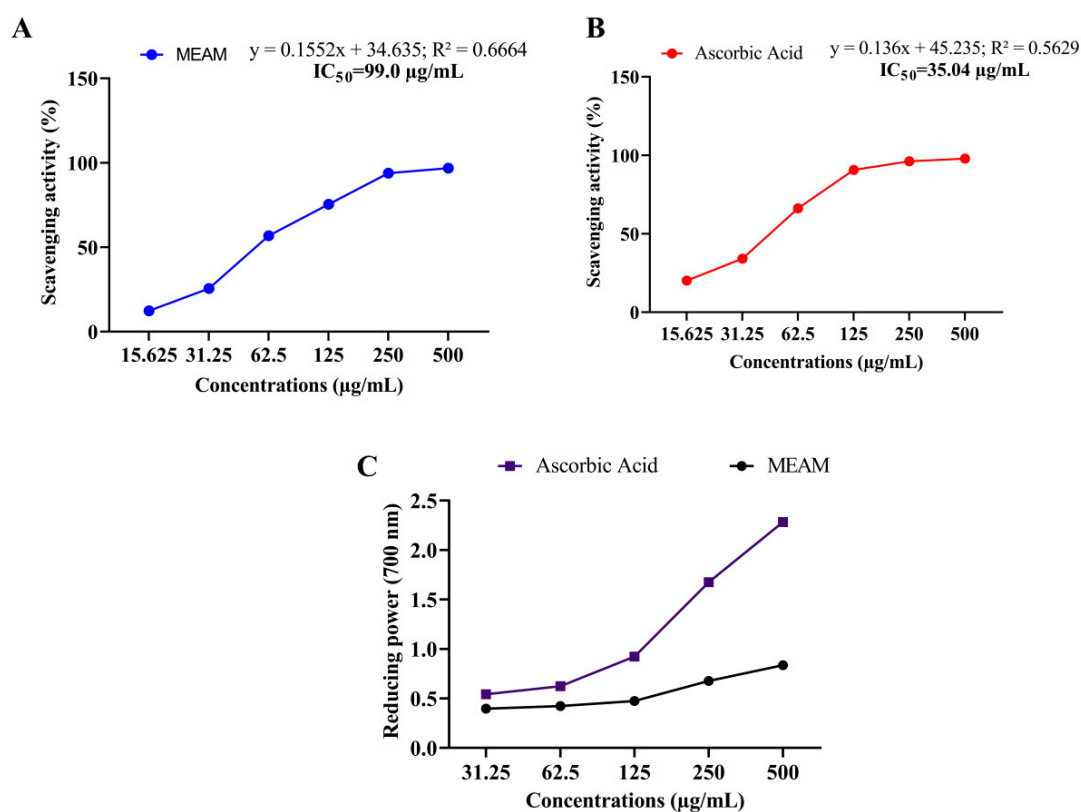 A
MEAM
y = 0.1552x + 34.635; R² = 0.6664
IC₅₀=99.0 µg/mL
Scavenging activity (%)
150
100
50
0
15.625 31.25 62.5 125 250 500
Concentrations (µg/mL)
B
Ascorbic Acid
y = 0.136x + 45.235; R² = 0.5629
IC₅₀=35.04 µg/mL
Scavenging activity (%)
150
100
50
0
15.625 31.25 62.5 125 250 500
Concentrations (µg/mL)
C
Ascorbic Acid MEAM
Reducing power (700 nm)
2.5
2.0
1.5
1.0
0.5
0.0
31.25 62.5 125 250 500
Concentrations (µg/mL)